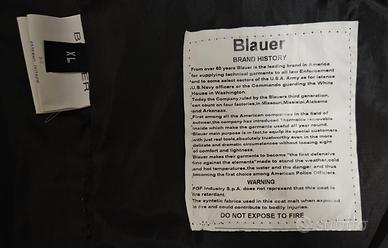 XL
Blauer
BRAND HISTORY
From over 60 years Blauer is the leading brand in America
for supplying technical garments to all law Enforcement
and to some select sectors of the U.S.A. Army as for istence
U.S.Navy officers or the Commando guarding the White
House in Washington.
Today the Company,ruled by the Blauers third generation,
can count on four factories,in Missouri,Missisipi,Alabama
and Arkansas.
First among all the American companies in the field of
outwear,the company has introduced Thermolite renewable
inside which make the garments useful all year round.
Blauer main purpose is in fact,to equip its special customers
with just real tools,absolutely trustworthy even in the more
delicate and dramatic circumstances without loosing sight
of comfort and lightness.
Blauer makes their garments to become "the first defensive
arms against the elements"made to stand the weather,cold
and hot temperatures,the water and the danger; and thus
becoming the first choice among American Police Officers.
WARNING
FGF Industry S.p.A. does not represent that this coat is
fire retardant.
The syntetic fabrics used in this coat meh when exposed
to fire and could contribute to bodily injuries.
DO NOT EXPOSE TO FIRE